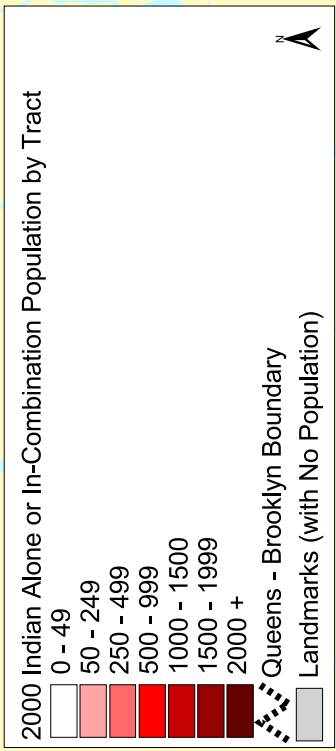 2000 Indian Alone or In-Combination Population by Tract
0 - 49
50 - 249
250 - 499
500 - 999
1000 - 1500
1500 - 1999
2000 +
Queens - Brooklyn Boundary
Landmarks (with No Population)
N